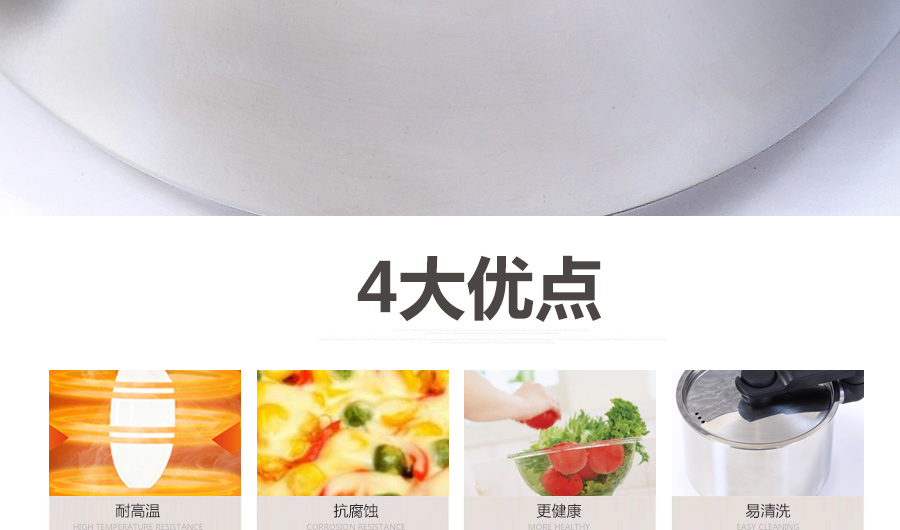 4大优点
耐高温
抗腐蚀
更健康
易清洗
HIGH TEMPERATURE RESISTANCE
CORROSION RESISTANCE
MORE HEALTHY
EASY CLEANING